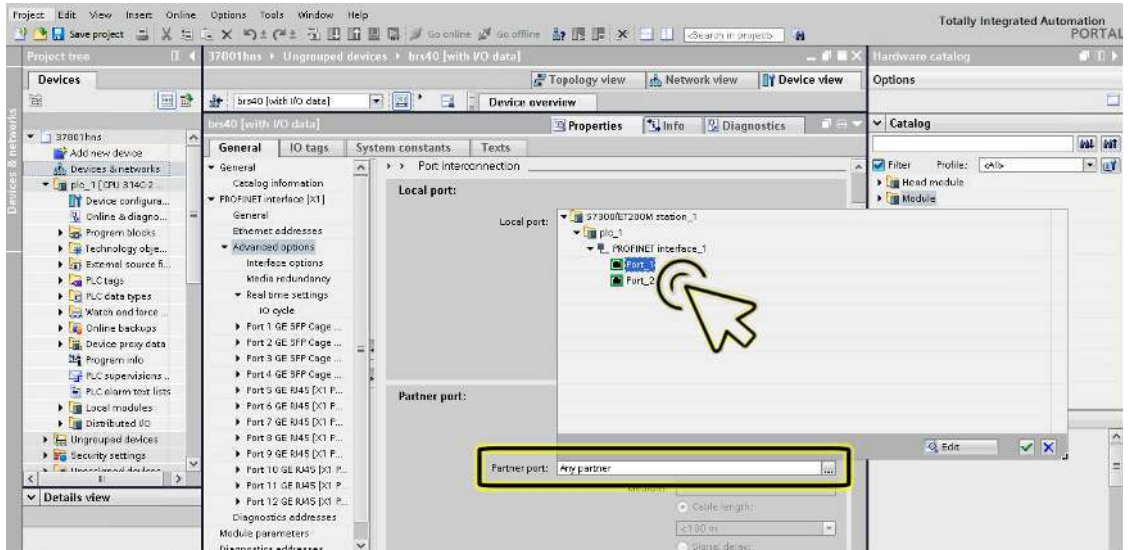 Project Edit View Insert Online Options Tools Window Help
Totally Integrated Automation
PORTAL
Save project
Go online
Go offline
<Search in project>
Project tree
37801hns
Ungrouped devices
brs40 [with I/O data]
Hardware catalog
Devices
Topology view
Network view
Device view
Options
brs40 [with I/O data]
Device overview
brs40 [with I/O data]
Properties
Info
Diagnostics
Catalog
Devices & networks
General
IO tags
System constants
Texts
37801hns
Add new device
Devices & networks
plc_1 [CPU 314C-2 ...
Device configura...
Online & diagno...
Program blocks
Technology obje...
External source fi...
PLC tags
PLC data types
Watch and force ...
Online backups
Device proxy data
Program info
PLC supervisions ...
PLC alarm text lists
Local modules
Distributed I/O
Ungrouped devices
Security settings
Details view
General
Catalog information
PROFINET interface [X1]
General
Ethernet addresses
Advanced options
Interface options
Media redundancy
Real time settings
IO cycle
Port 1 GE SFP Cage ...
Port 2 GE SFP Cage ...
Port 3 GE SFP Cage ...
Port 4 GE SFP Cage ...
Port 5 GE RJ45 [X1 P...
Port 6 GE RJ45 [X1 P...
Port 7 GE RJ45 [X1 P...
Port 8 GE RJ45 [X1 P...
Port 9 GE RJ45 [X1 P...
Port 10 GE RJ45 [X1 P...
Port 11 GE RJ45 [X1 P...
Port 12 GE RJ45 [X1 P...
Diagnostics addresses
Module parameters
Diagnostics addresses
Port interconnection
Local port:
Local port:
S7300/ET200M station_1
plc_1
PROFINET interface_1
Port_1
Port_2
Edit
Partner port:
Partner port: Any partner ...
Cable length:
<100 m
Signal delay:
Filter Profile: <All>
Head module
Module